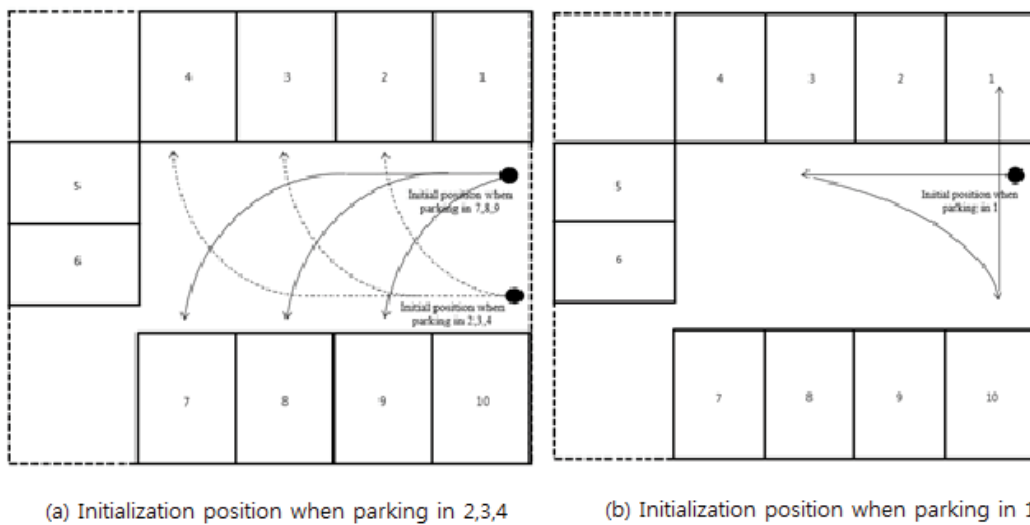 4 3 2 1
5
6
Initial position when
parking in 7,8,9
Initial position when
parking in 2,3,4
7 8 9 10
(a) Initialization position when parking in 2,3,4
4 3 2 1
5
6
Initial position when
parking in 1
7 8 9 10
(b) Initialization position when parking in 1